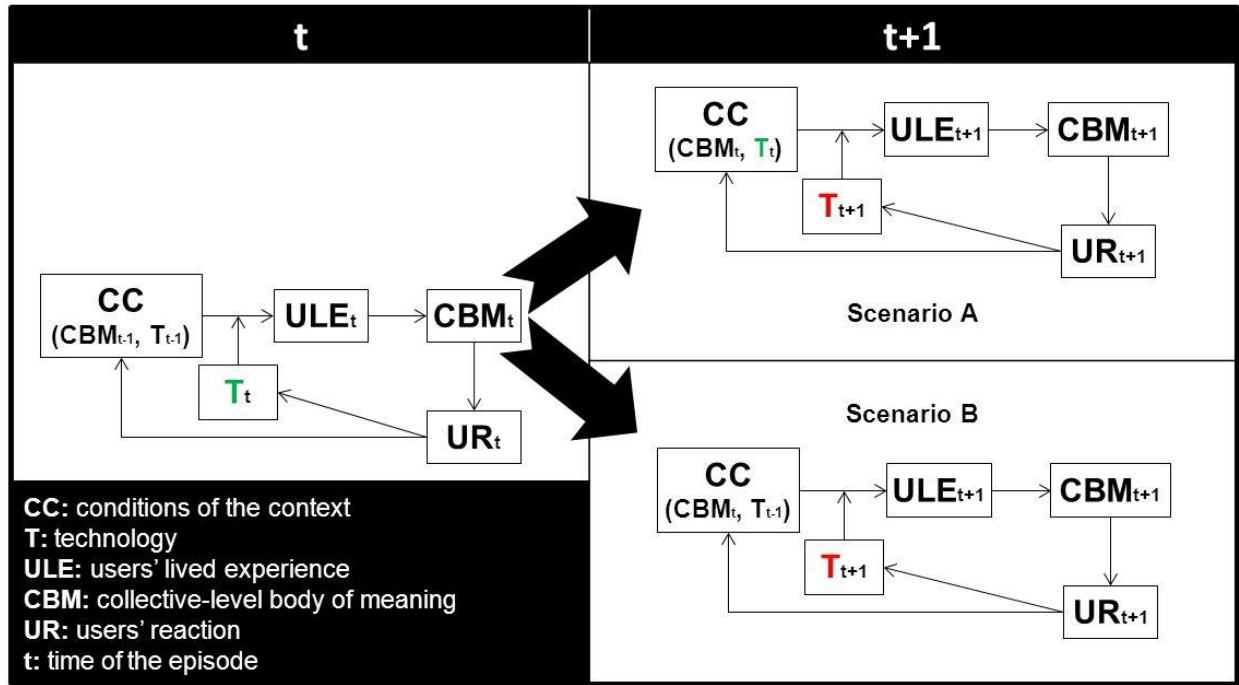 t
t+1
CC
(CBMt-1, Tt-1)
ULEt
CBMt
Tt
URt
CC: conditions of the context
T: technology
ULE: users’ lived experience
CBM: collective-level body of meaning
UR: users’ reaction
t: time of the episode
CC
(CBMt, Tt)
ULEt+1
CBMt+1
Tt+1
URt+1
Scenario A
Scenario B
CC
(CBMt, Tt-1)
ULEt+1
CBMt+1
Tt+1
URt+1